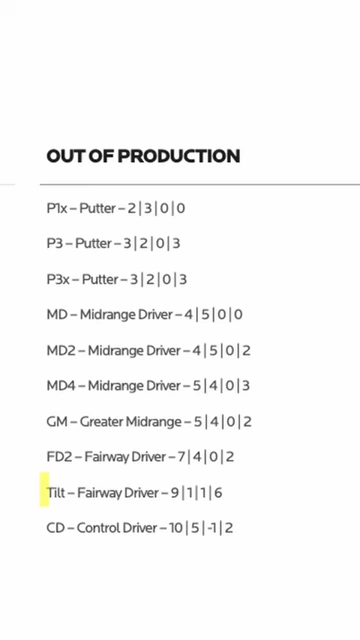 OUT OF PRODUCTION
P1x – Putter – 2|3|0|0
P3 – Putter – 3|2|0|3
P3x – Putter – 3|2|0|3
MD – Midrange Driver – 4|5|0|0
MD2 – Midrange Driver – 4|5|0|2
MD4 – Midrange Driver – 5|4|0|3
GM – Greater Midrange – 5|4|0|2
FD2 – Fairway Driver – 7|4|0|2
Tilt – Fairway Driver – 9|1|1|6
CD – Control Driver – 10|5|-1|2